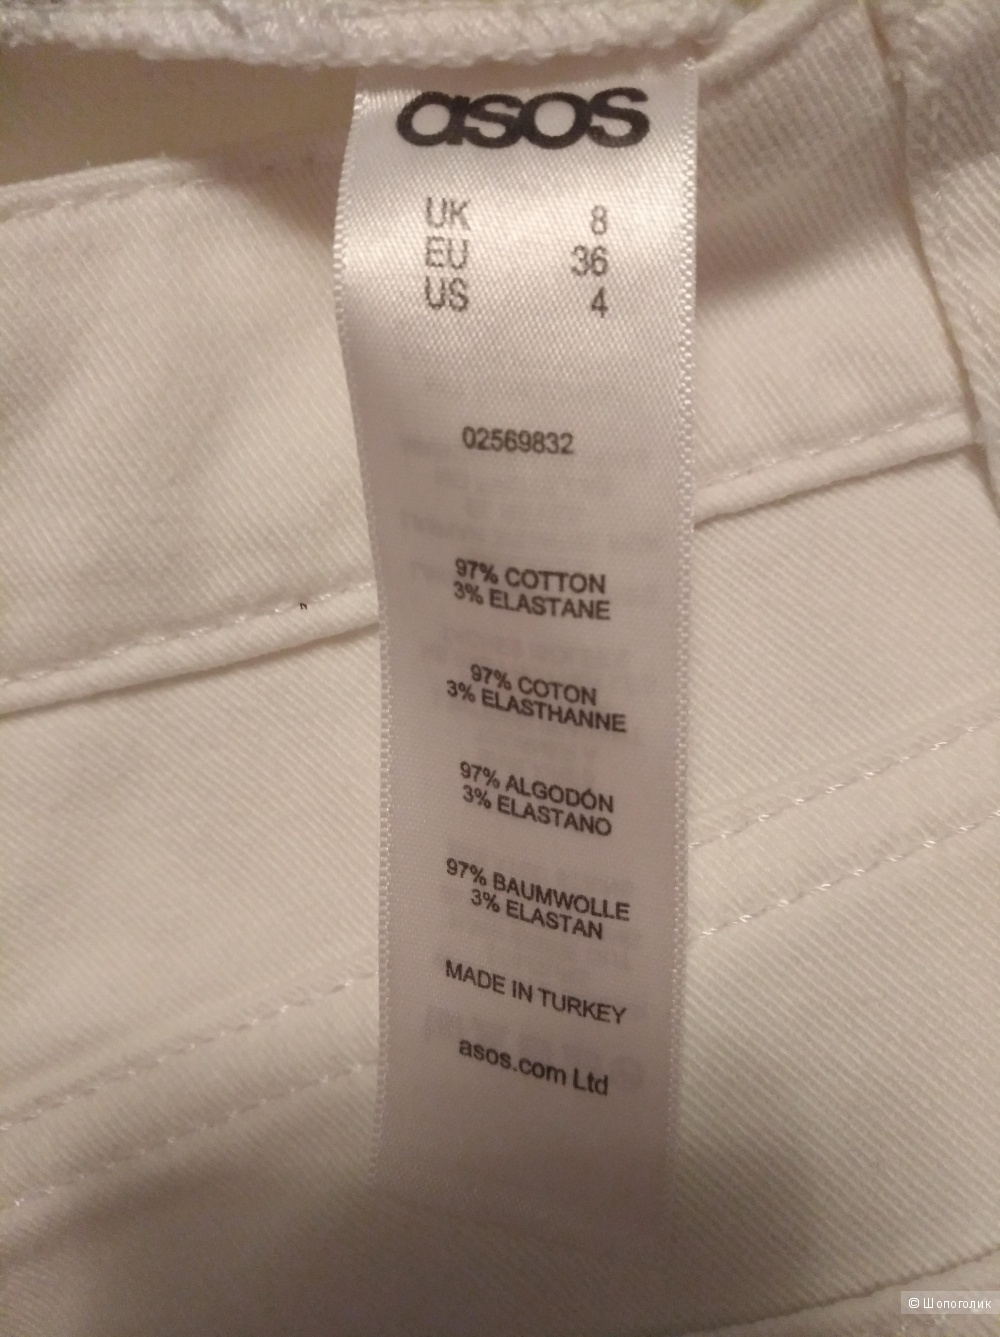 asos
UK 8
EU 36
US 4
02569832
97% COTTON
3% ELASTANE
97% COTON
3% ELASTHANNE
97% ALGODÓN
3% ELASTANO
97% BAUMWOLLE
3% ELASTAN
MADE IN TURKEY
asos.com Ltd
© Шопоголик